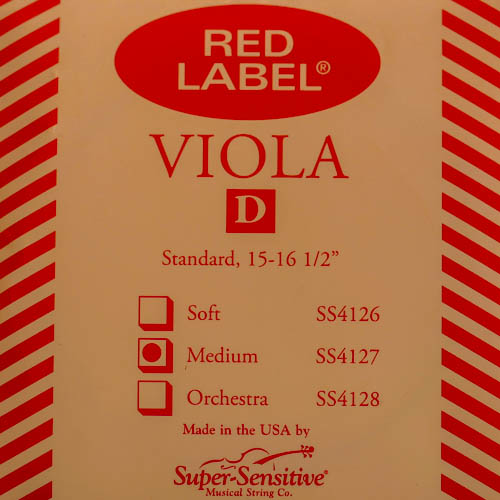 RED
LABEL®
VIOLA
D
Standard, 15-16 1/2”
Soft SS4126
Medium SS4127
Orchestra SS4128
Made in the USA by
Super-Sensitive®
Musical String Co.